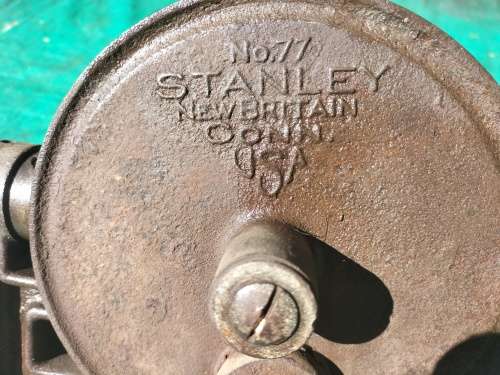 No.77
STANLEY
NEW BRITAIN
CONN.
USA